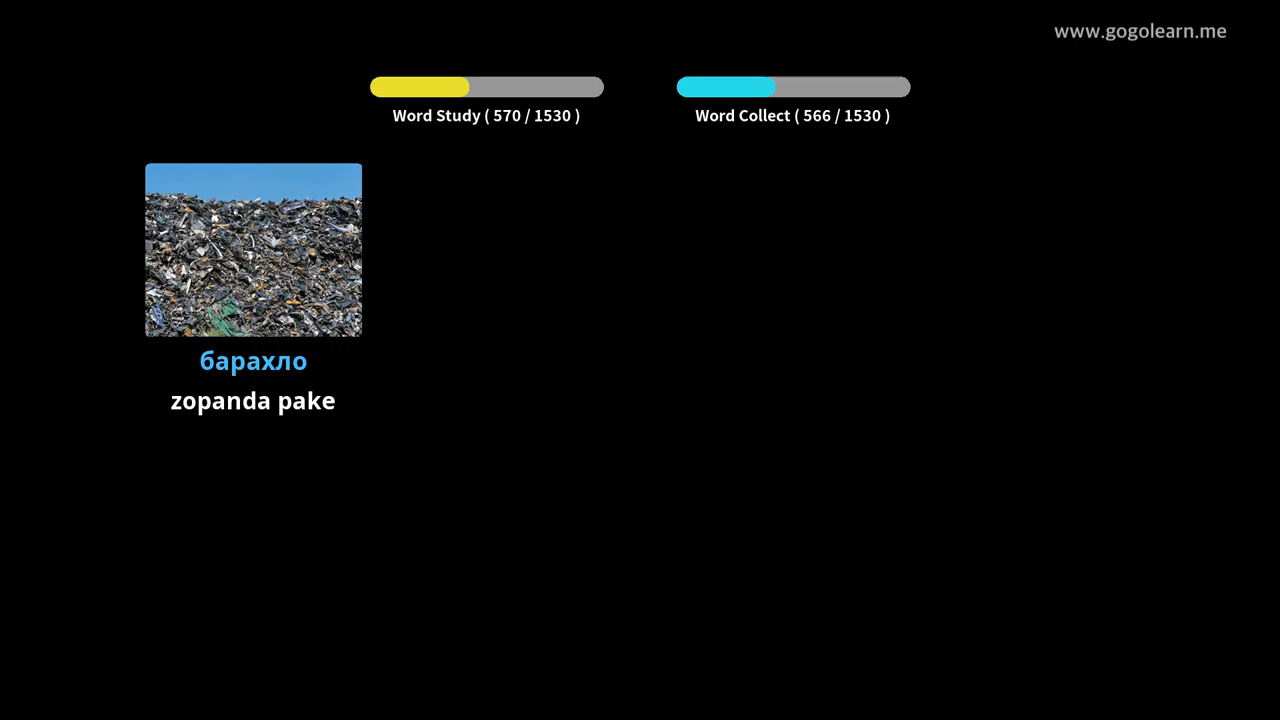 www.gogolearn.me
Word Study ( 570 / 1530 )
Word Collect ( 566 / 1530 )
барахло
zopanda pake